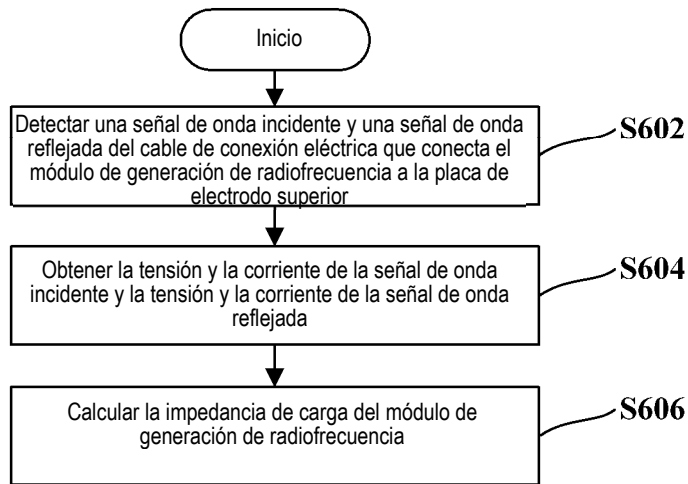 Inicio
Detectar una señal de onda incidente y una señal de onda
reflejada del cable de conexión eléctrica que conecta el
módulo de generación de radiofrecuencia a la placa de
electrodo superior
S602
Obtener la tensión y la corriente de la señal de onda
incidente y la tensión y la corriente de la señal de onda
reflejada
S604
Calcular la impedancia de carga del módulo de
generación de radiofrecuencia
S606